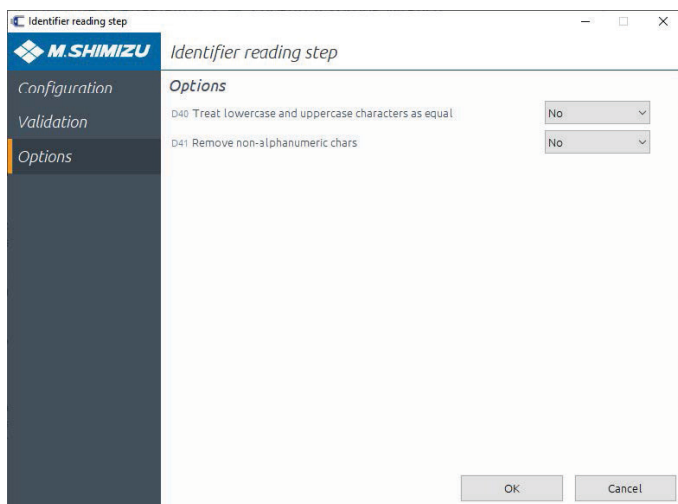 Identifier reading step
M.SHIMIZU
Identifier reading step
Configuration
Validation
Options
Options
D40 Treat lowercase and uppercase characters as equal No
D41 Remove non-alphanumeric chars No
OK Cancel